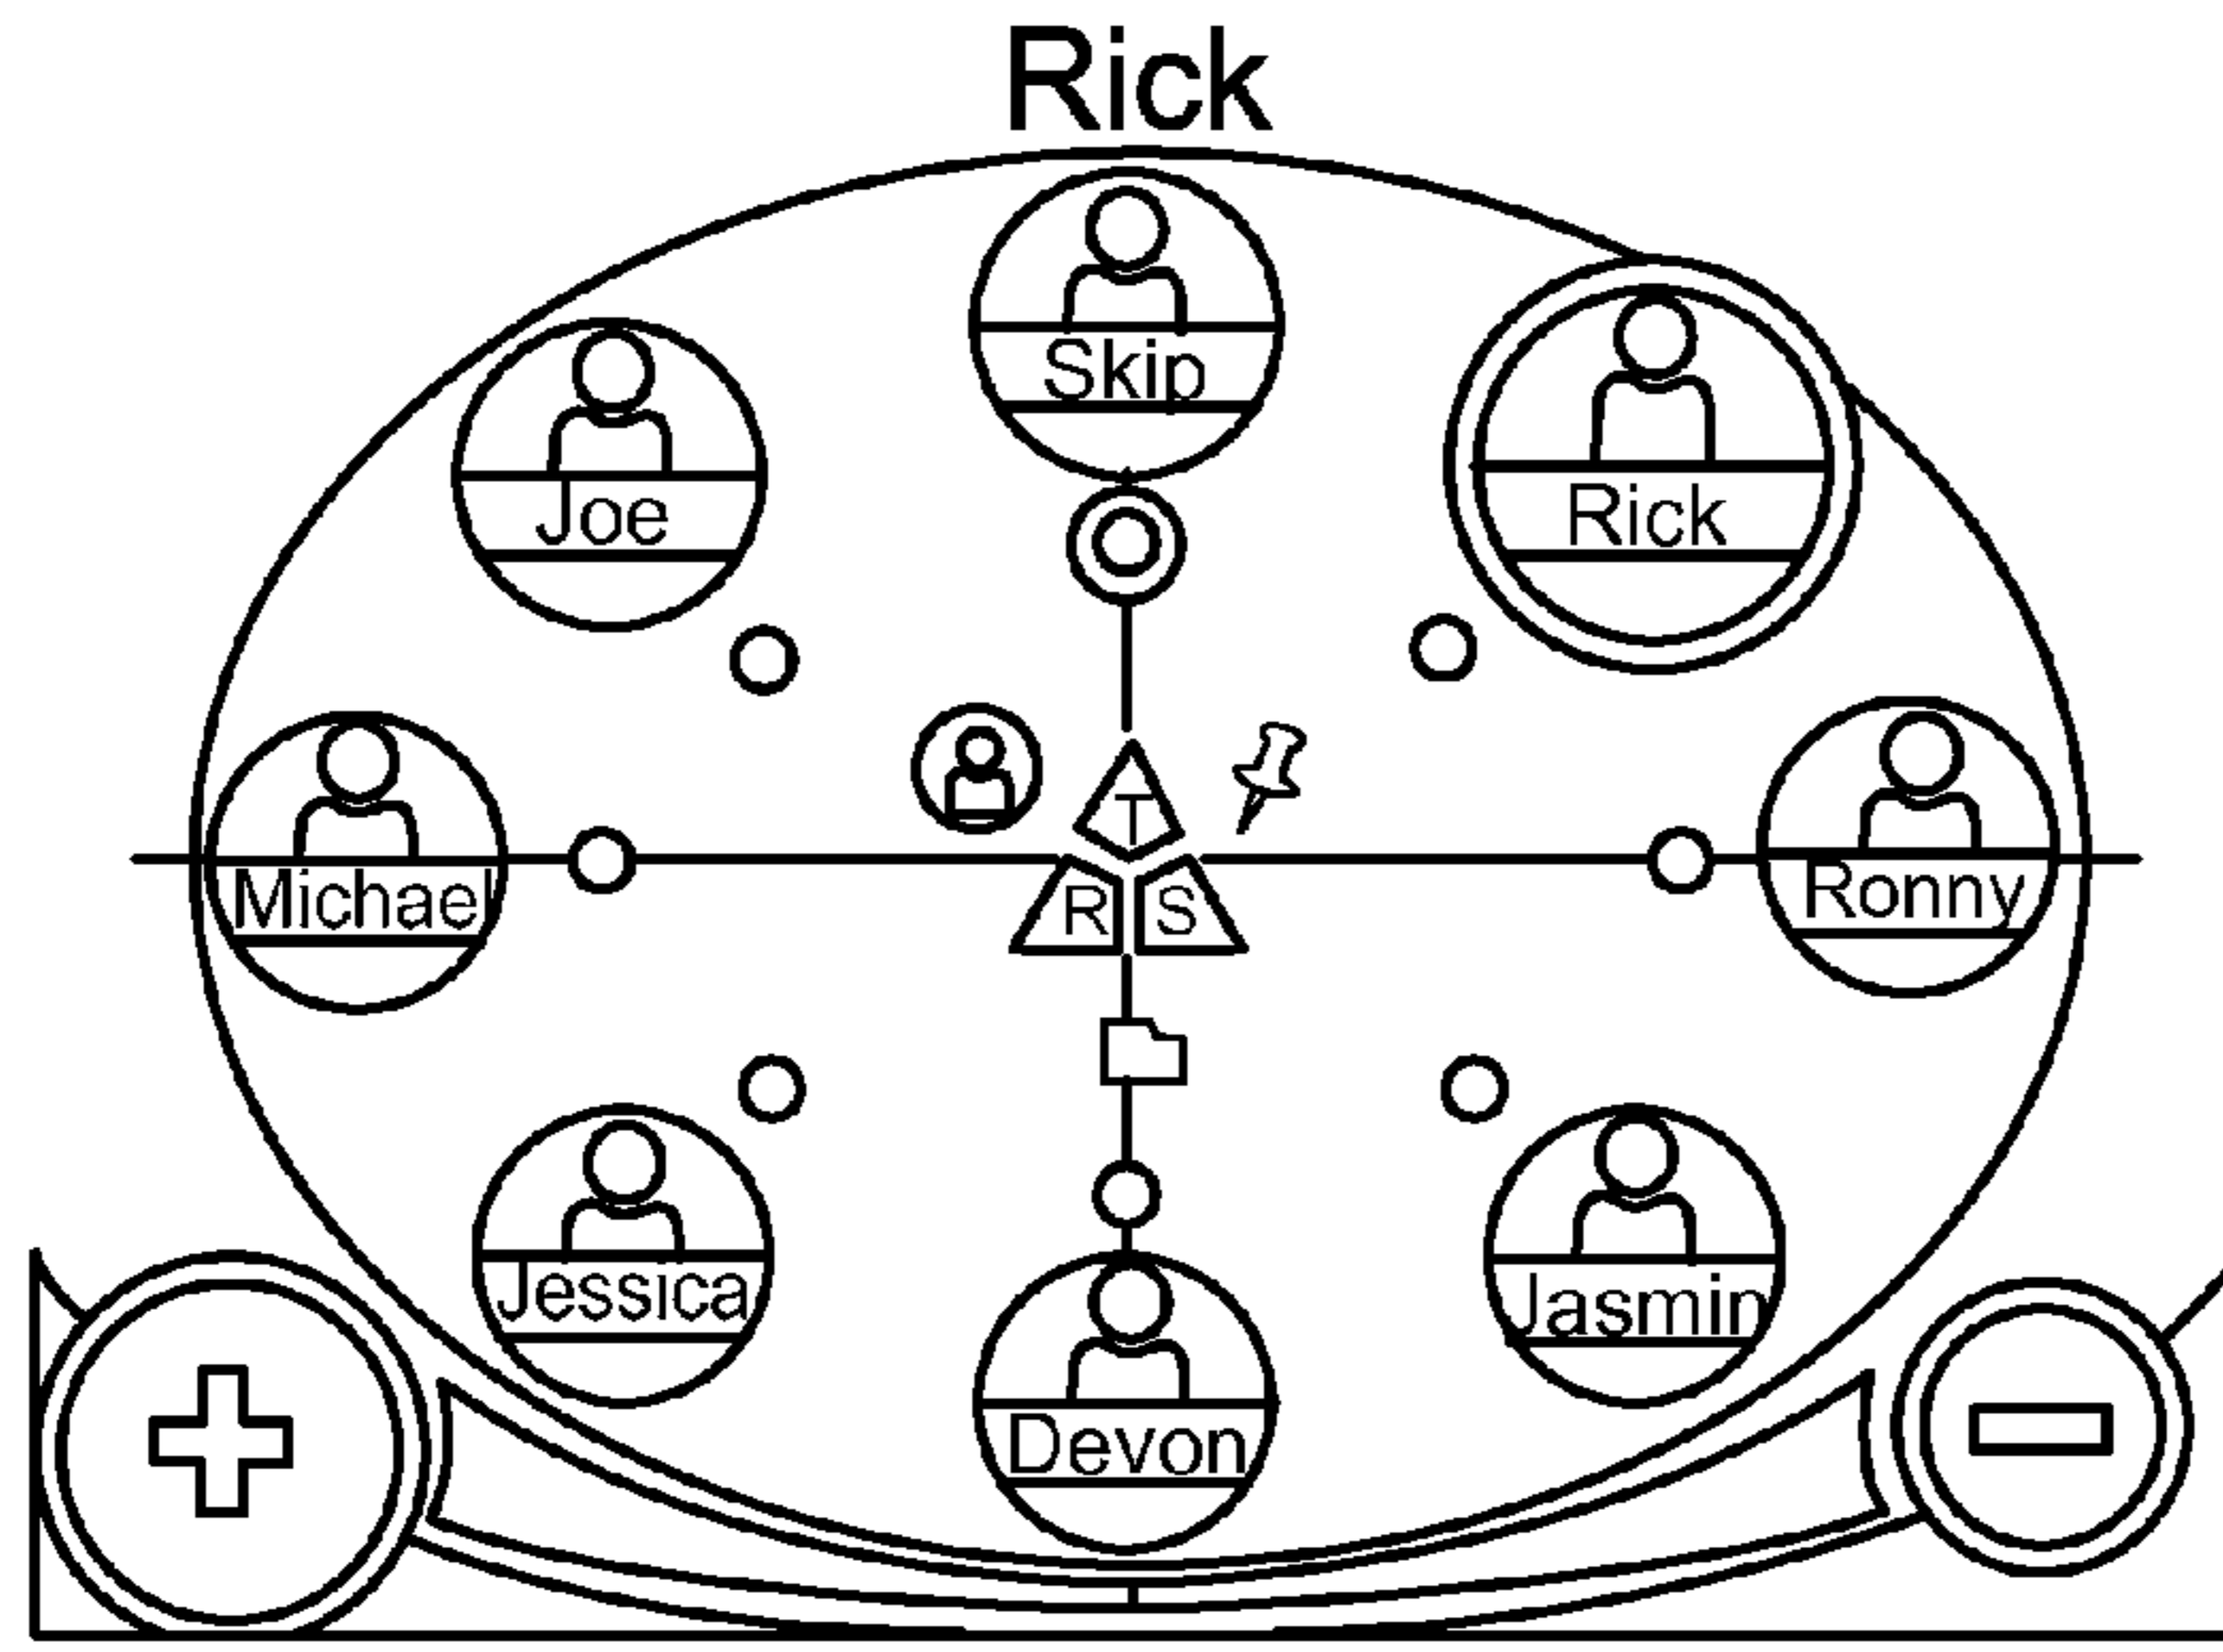 Rick
Skip
Rick
Joe
T
Michael
R
S
Ronny
Jessica
Jasmin
Devon